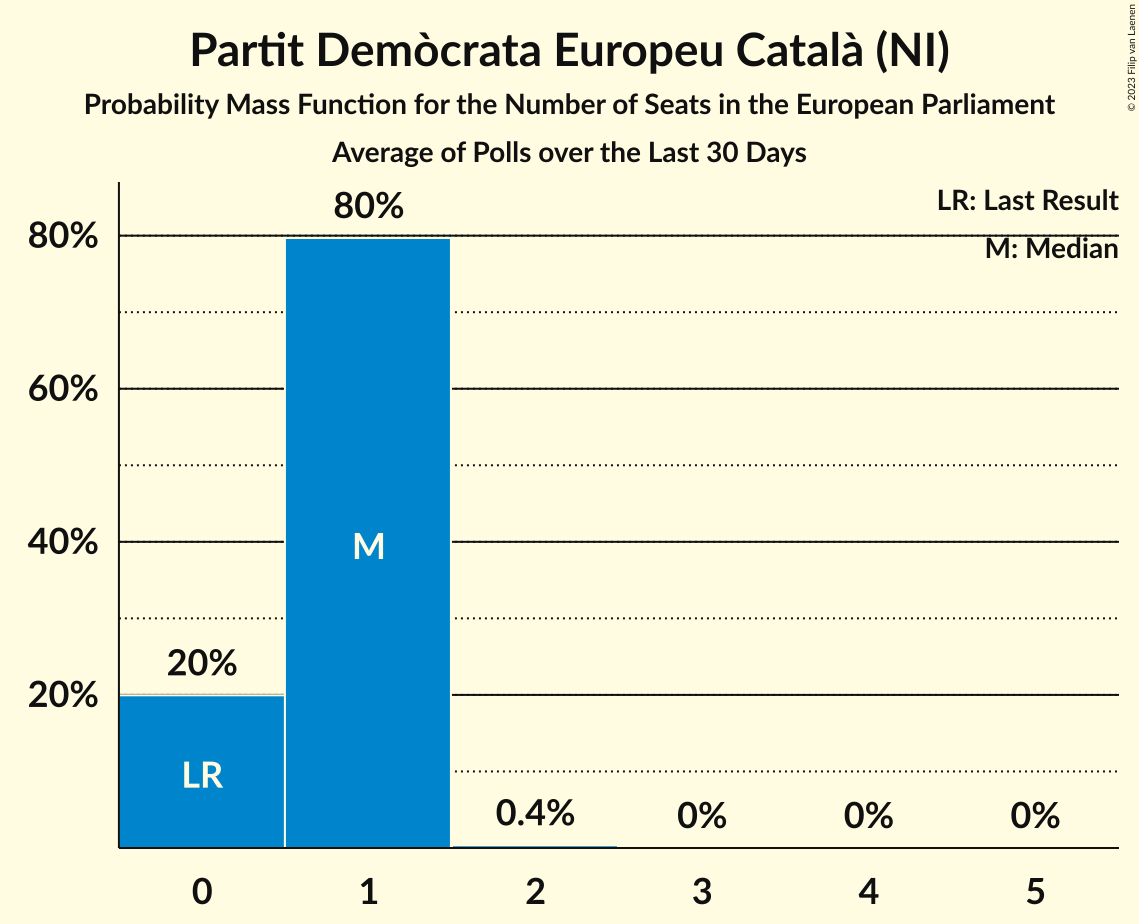 Partit Demòcrata Europeu Català (NI)
Probability Mass Function for the Number of Seats in the European Parliament
Average of Polls over the Last 30 Days
© 2023 Filip van Laenen
LR: Last Result
M: Median
80%
60%
40%
20%
20%
80%
0.4%
0%
0%
0%
LR
M
0
1
2
3
4
5